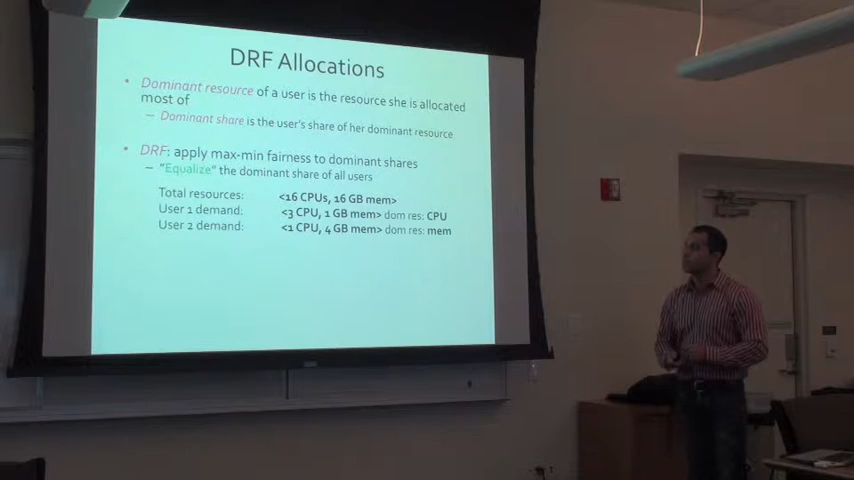 DRF Allocations
• Dominant resource of a user is the resource she is allocated
most of
– Dominant share is the user's share of her dominant resource
• DRF: apply max-min fairness to dominant shares
– "Equalize" the dominant share of all users
Total resources: <16 CPUs, 16 GB mem>
User 1 demand: <3 CPU, 1 GB mem> dom res: CPU
User 2 demand: <1 CPU, 4 GB mem> dom res: mem